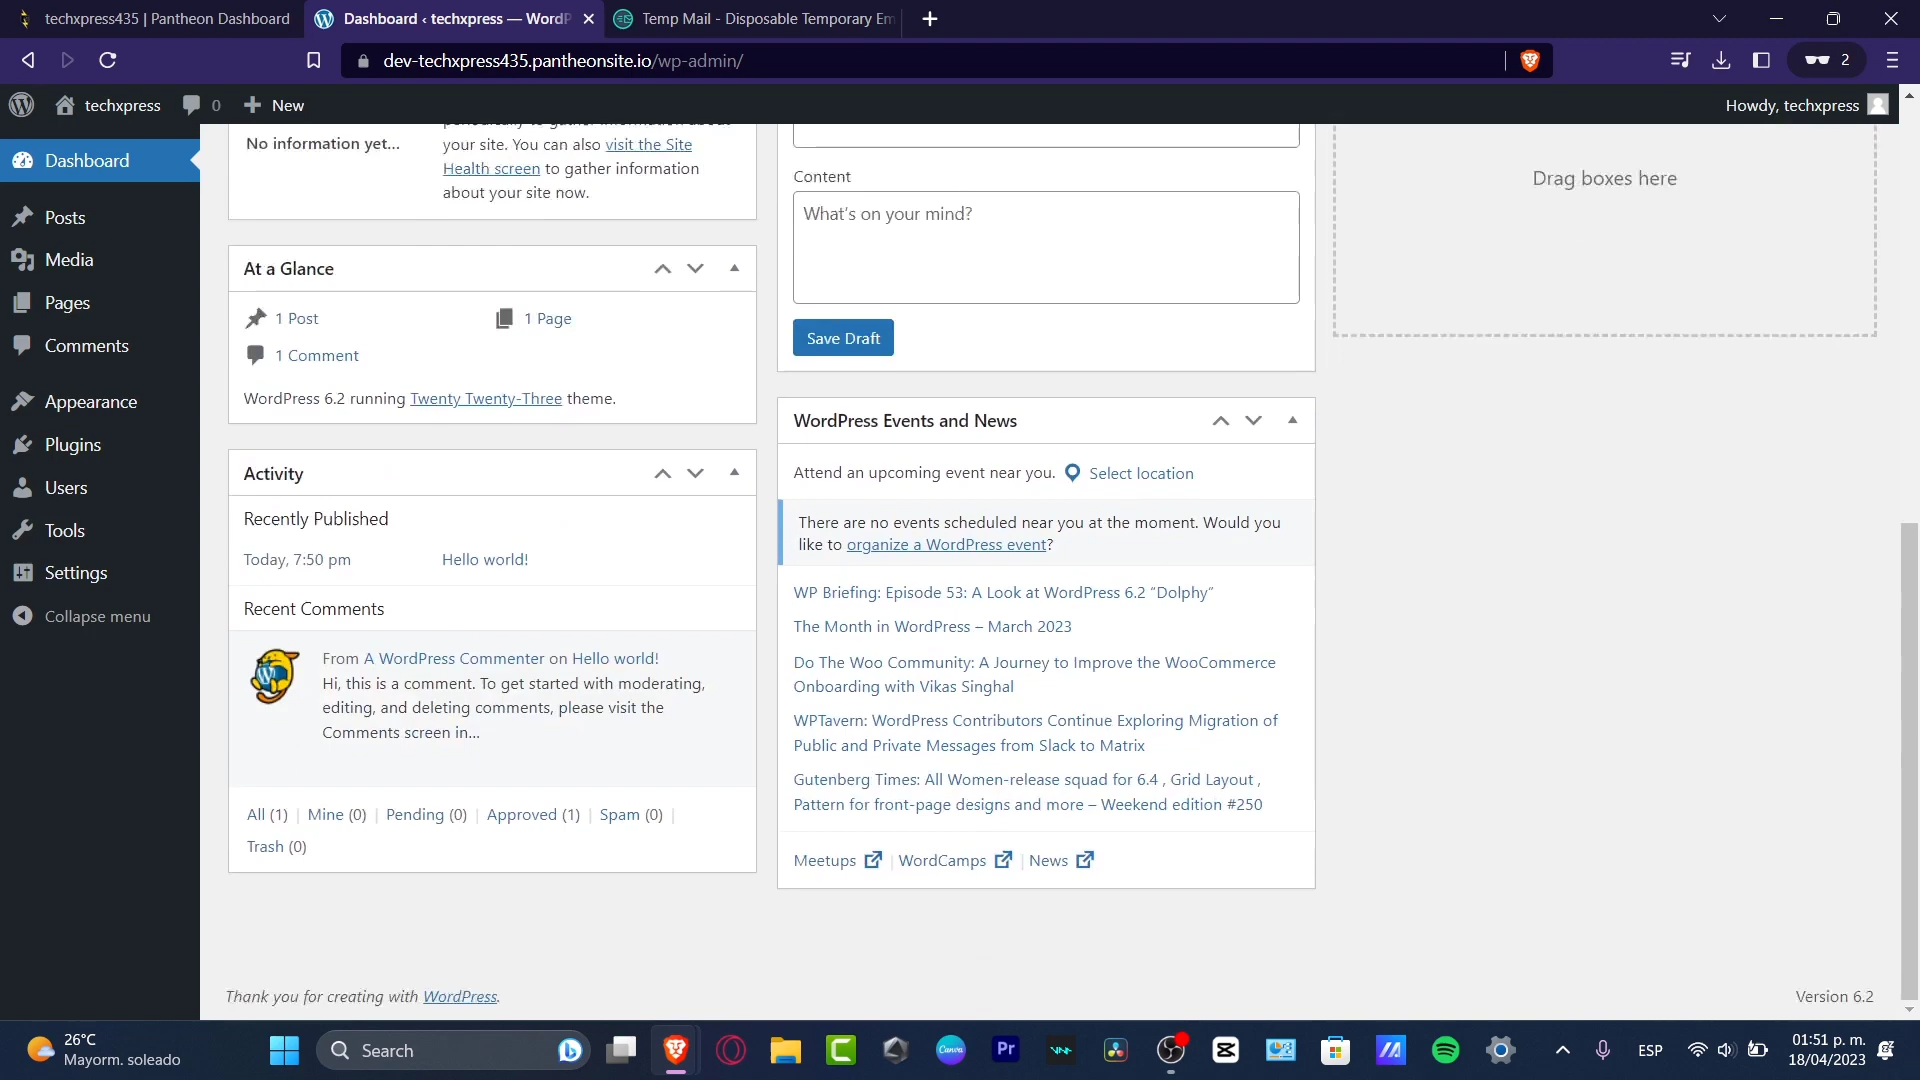 techxpress435 | Pantheon Dashboard
Dashboard ‹ techxpress — WordP
Temp Mail - Disposable Temporary Em
dev-techxpress435.pantheonsite.io/wp-admin/
2
techxpress
0
New
Howdy, techxpress
Dashboard
Posts
Media
Pages
Comments
Appearance
Plugins
Users
Tools
Settings
Collapse menu
No information yet...
periodically to gather information about
your site. You can also visit the Site
Health screen to gather information
about your site now.
At a Glance
1 Post
1 Page
1 Comment
WordPress 6.2 running Twenty Twenty-Three theme.
Activity
Recently Published
Today, 7:50 pm
Hello world!
Recent Comments
From A WordPress Commenter on Hello world!
Hi, this is a comment. To get started with moderating,
editing, and deleting comments, please visit the
Comments screen in…
All (1) | Mine (0) | Pending (0) | Approved (1) | Spam (0) |
Trash (0)
Content
What's on your mind?
Save Draft
WordPress Events and News
Attend an upcoming event near you. Select location
There are no events scheduled near you at the moment. Would you
like to organize a WordPress event?
WP Briefing: Episode 53: A Look at WordPress 6.2 “Dolphy”
The Month in WordPress – March 2023
Do The Woo Community: A Journey to Improve the WooCommerce
Onboarding with Vikas Singhal
WPTavern: WordPress Contributors Continue Exploring Migration of
Public and Private Messages from Slack to Matrix
Gutenberg Times: All Women-release squad for 6.4 , Grid Layout ,
Pattern for front-page designs and more – Weekend edition #250
Meetups | WordCamps | News
Drag boxes here
Thank you for creating with WordPress.
Version 6.2
26°C
Mayorm. soleado
Search
Canva
Pr
ESP
01:51 p. m.
18/04/2023